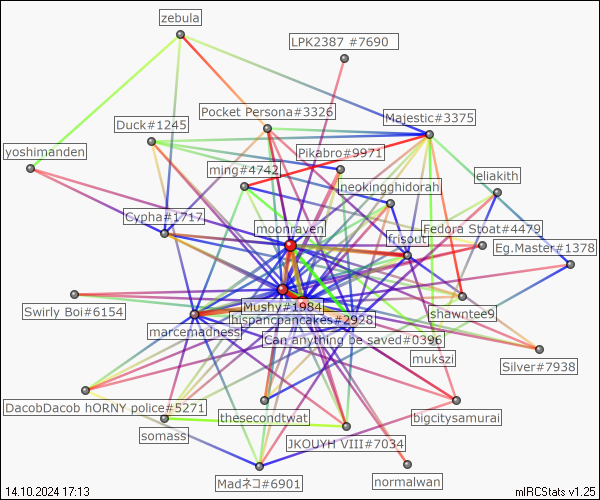 zebula
LPK2387 #7690
Pocket Persona#3326
Majestic#3375
Duck#1245
yoshimanden
Pikabro#9971
ming#4742
eliakith
neokingghidorah
Cypha#1717
moonraven
Fedora Stoat#4479
frisout
Eg.Master#1378
Mushy#1984
Swirly Boi#6154
hispancpancakes#2928
shawntee9
marcemadness
Can anything be saved#0396
mukszi
Silver#7938
DacobDacob hORNY police#5271
thesecondtwat
bigcitysamurai
somass
JKOUYH VIII#7034
Madネコ#6901
normalwan
14.10.2024 17:13
mIRCStats v1.25